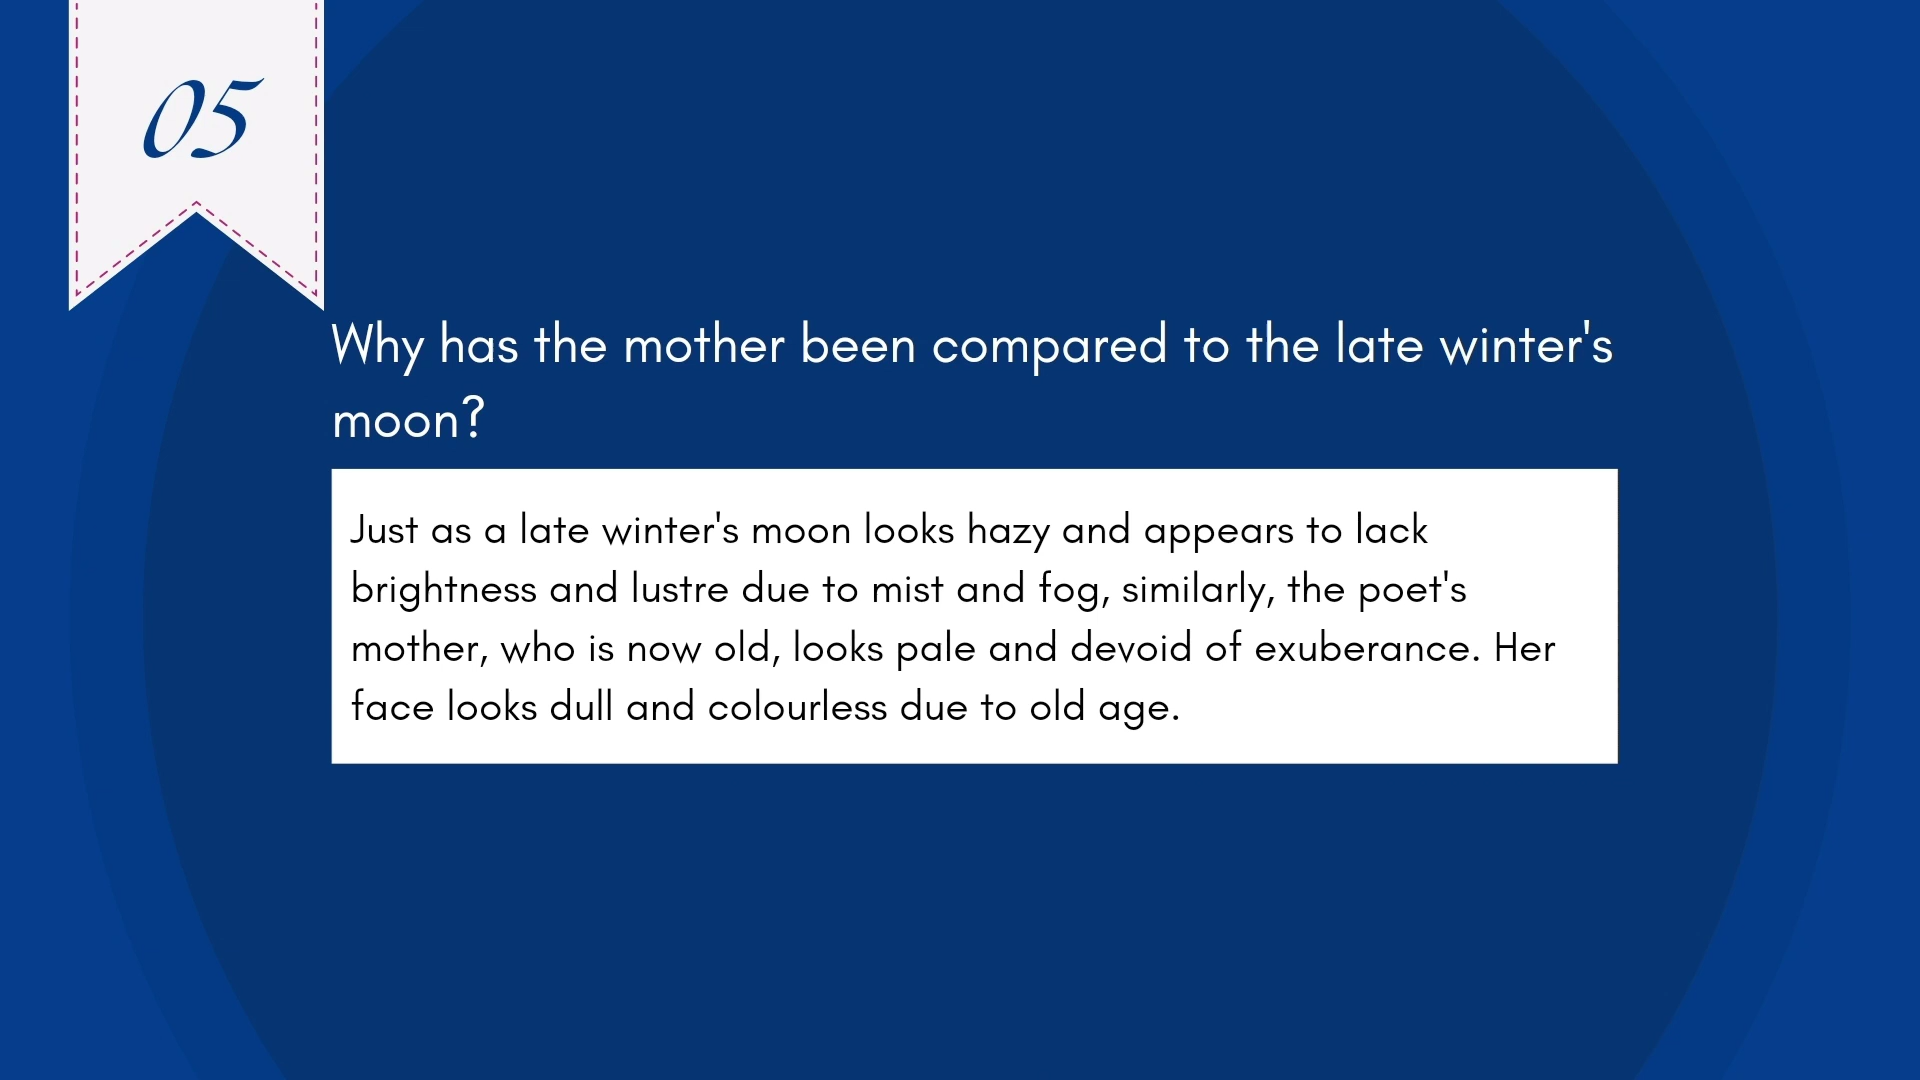 05
Why has the mother been compared to the late winter's
moon?
Just as a late winter's moon looks hazy and appears to lack
brightness and lustre due to mist and fog, similarly, the poet's
mother, who is now old, looks pale and devoid of exuberance. Her
face looks dull and colourless due to old age.